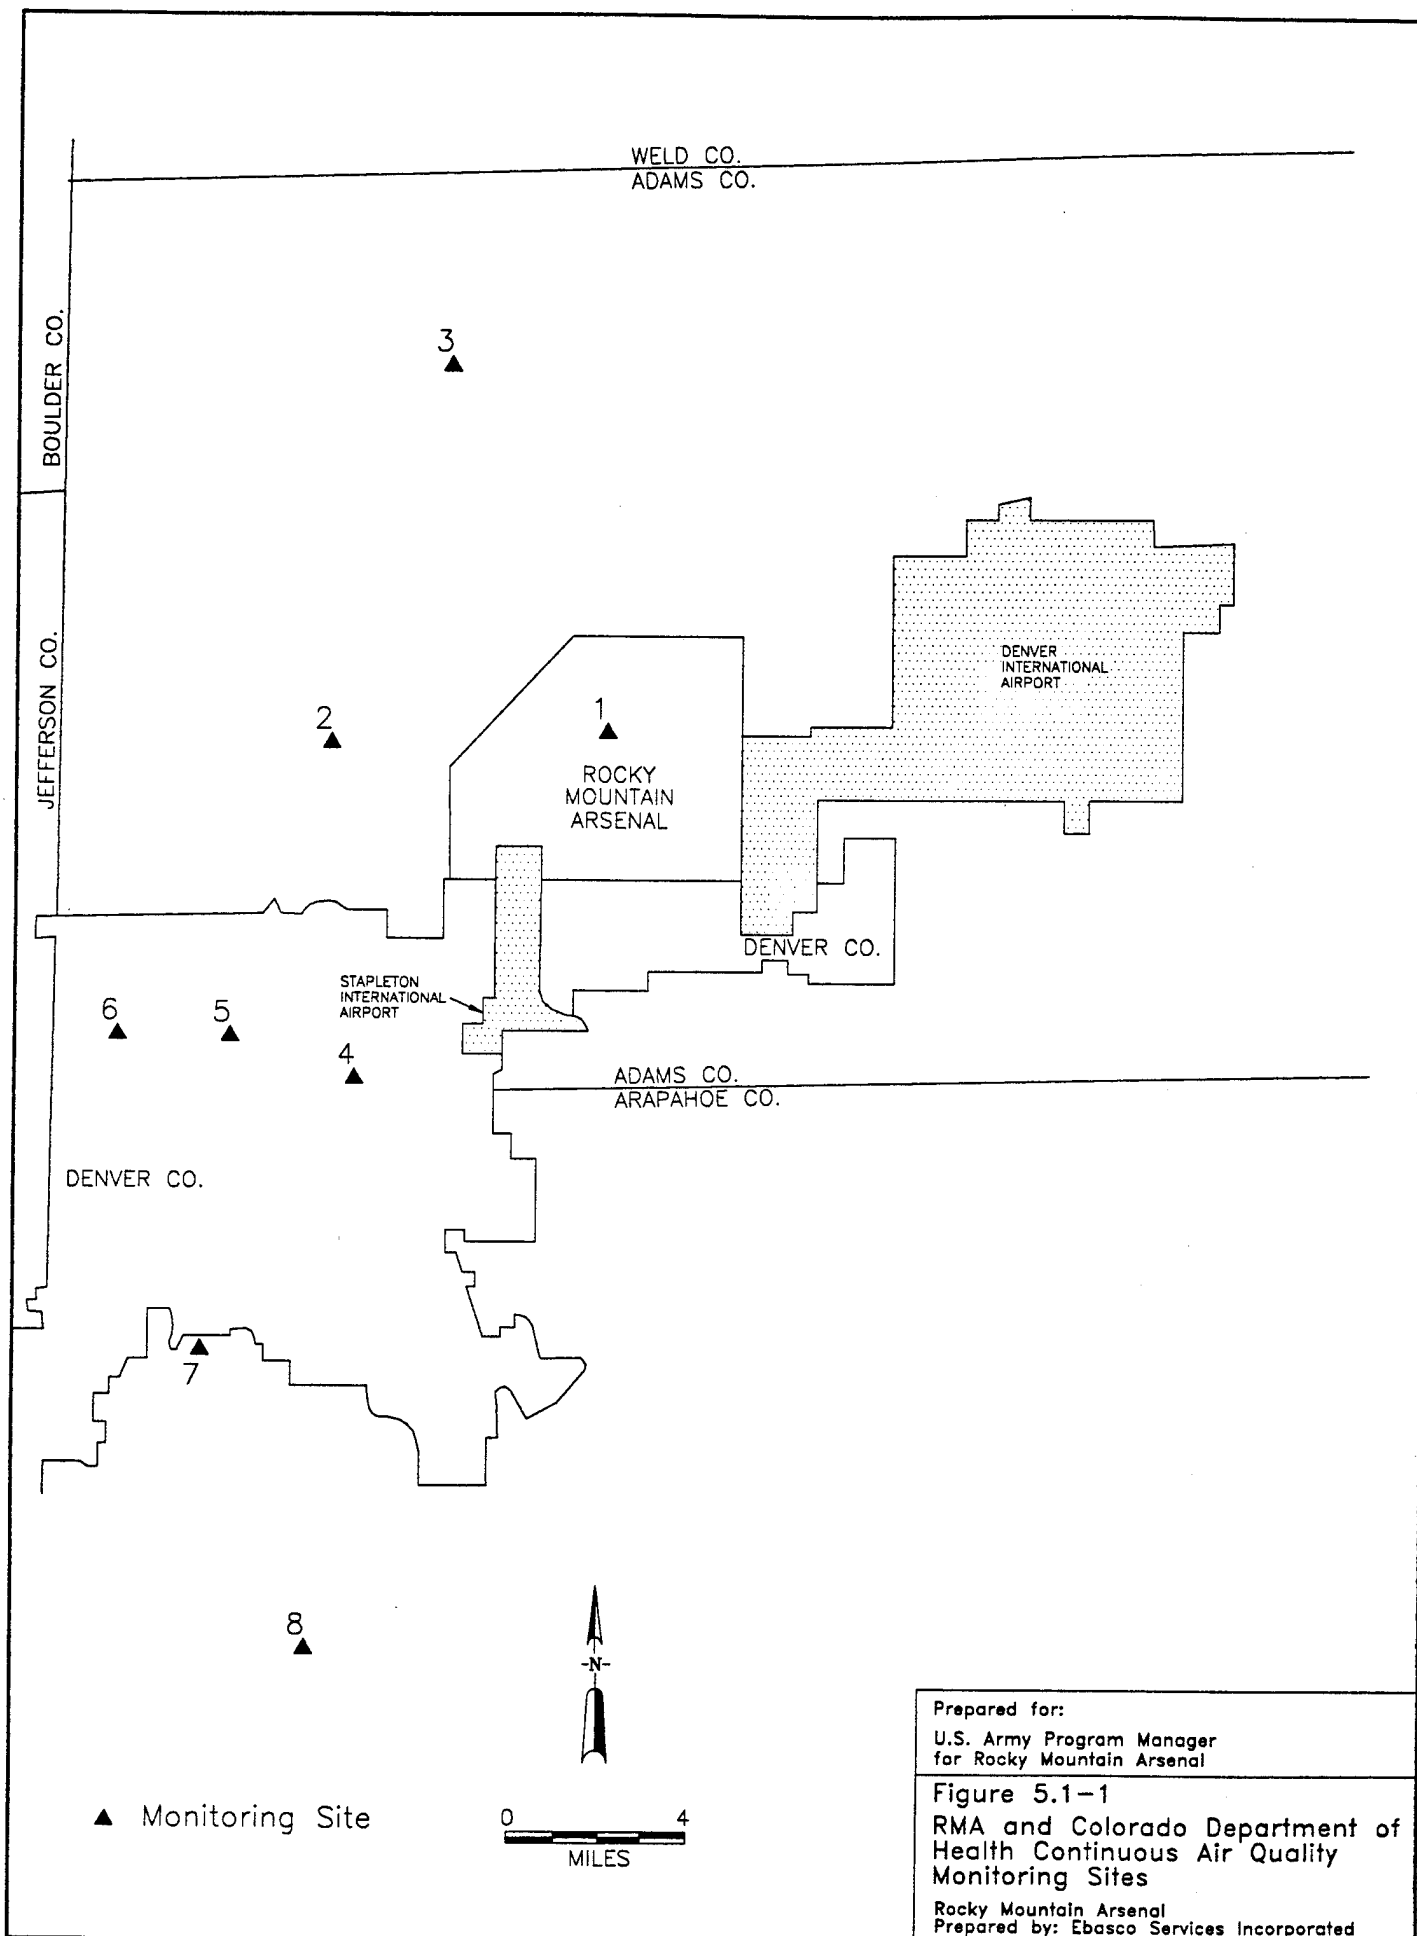 WELD CO.
ADAMS CO.
BOULDER CO.
3
JEFFERSON CO.
DENVER
INTERNATIONAL
AIRPORT
2
1
ROCKY
MOUNTAIN
ARSENAL
DENVER CO.
STAPLETON
INTERNATIONAL
AIRPORT
6
5
4
ADAMS CO.
ARAPAHOE CO.
DENVER CO.
7
8
-N-
Monitoring Site
0 4
MILES
Prepared for:
U.S. Army Program Manager
for Rocky Mountain Arsenal
Figure 5.1-1
RMA and Colorado Department of
Health Continuous Air Quality
Monitoring Sites
Rocky Mountain Arsenal
Prepared by: Ebasco Services Incorporated